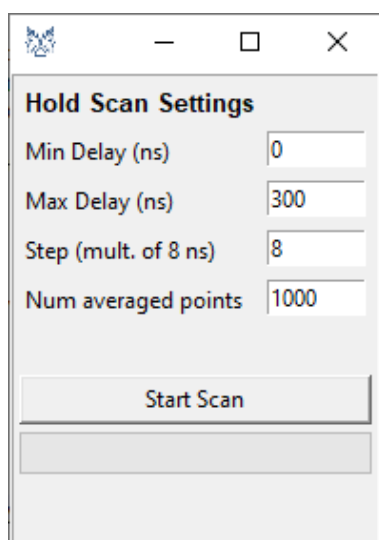 Hold Scan Settings
Min Delay (ns) 0
Max Delay (ns) 300
Step (mult. of 8 ns) 8
Num averaged points 1000
Start Scan